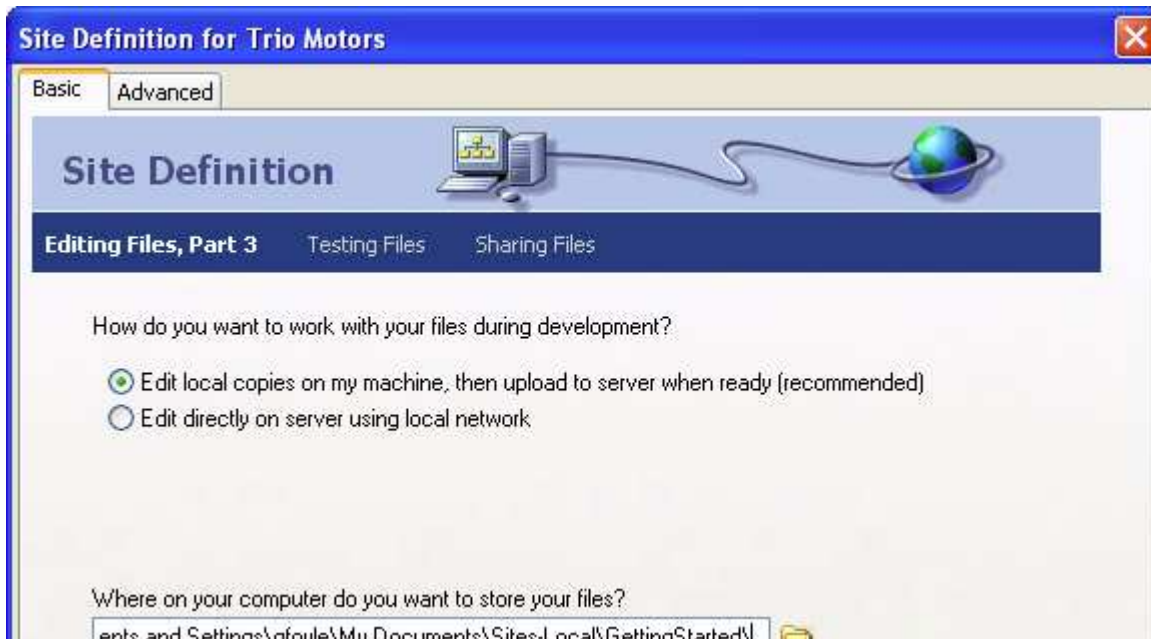 Site Definition for Trio Motors
Basic Advanced
Site Definition
Editing Files, Part 3 Testing Files Sharing Files
How do you want to work with your files during development?
Edit local copies on my machine, then upload to server when ready (recommended)
Edit directly on server using local network
Where on your computer do you want to store your files?
ents and Settings\gfoule\My Documents\Sites-Local\GettingStarted\